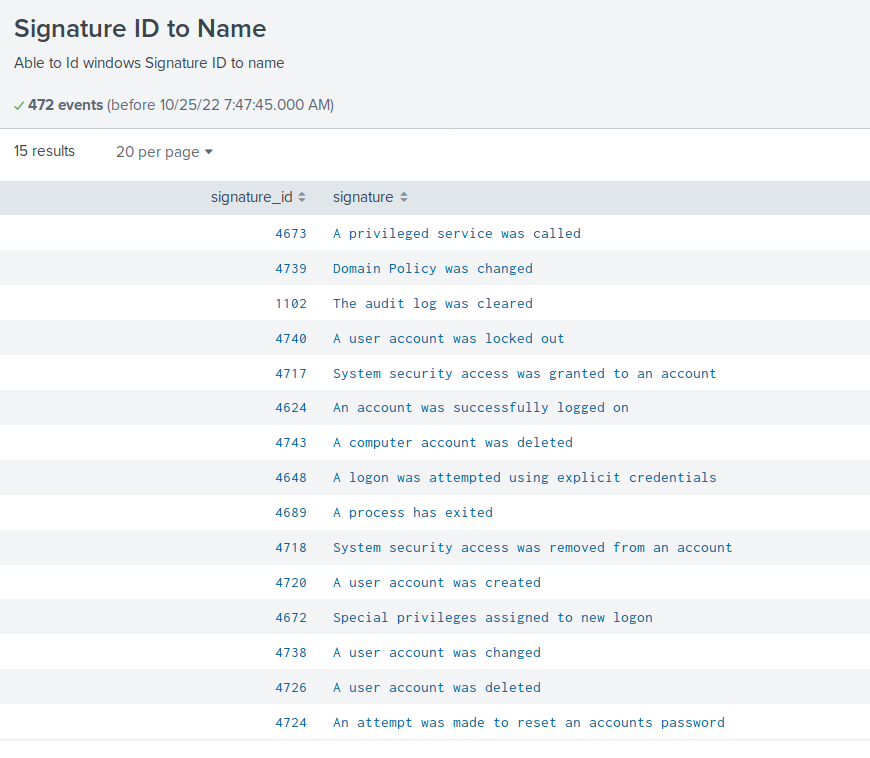 Signature ID to Name
Able to Id windows Signature ID to name
472 events (before 10/25/22 7:47:45.000 AM)
15 results 20 per page
signature_id signature
4673 A privileged service was called
4739 Domain Policy was changed
1102 The audit log was cleared
4740 A user account was locked out
4717 System security access was granted to an account
4624 An account was successfully logged on
4743 A computer account was deleted
4648 A logon was attempted using explicit credentials
4689 A process has exited
4718 System security access was removed from an account
4720 A user account was created
4672 Special privileges assigned to new logon
4738 A user account was changed
4726 A user account was deleted
4724 An attempt was made to reset an accounts password